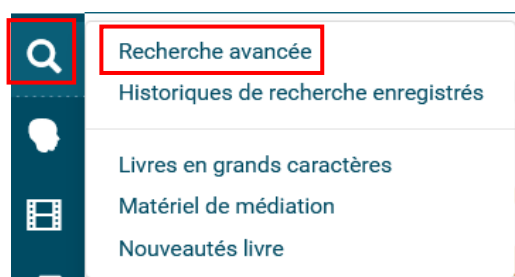 Recherche avancée
Historiques de recherche enregistrés
Livres en grands caractères
Matériel de médiation
Nouveautés livre